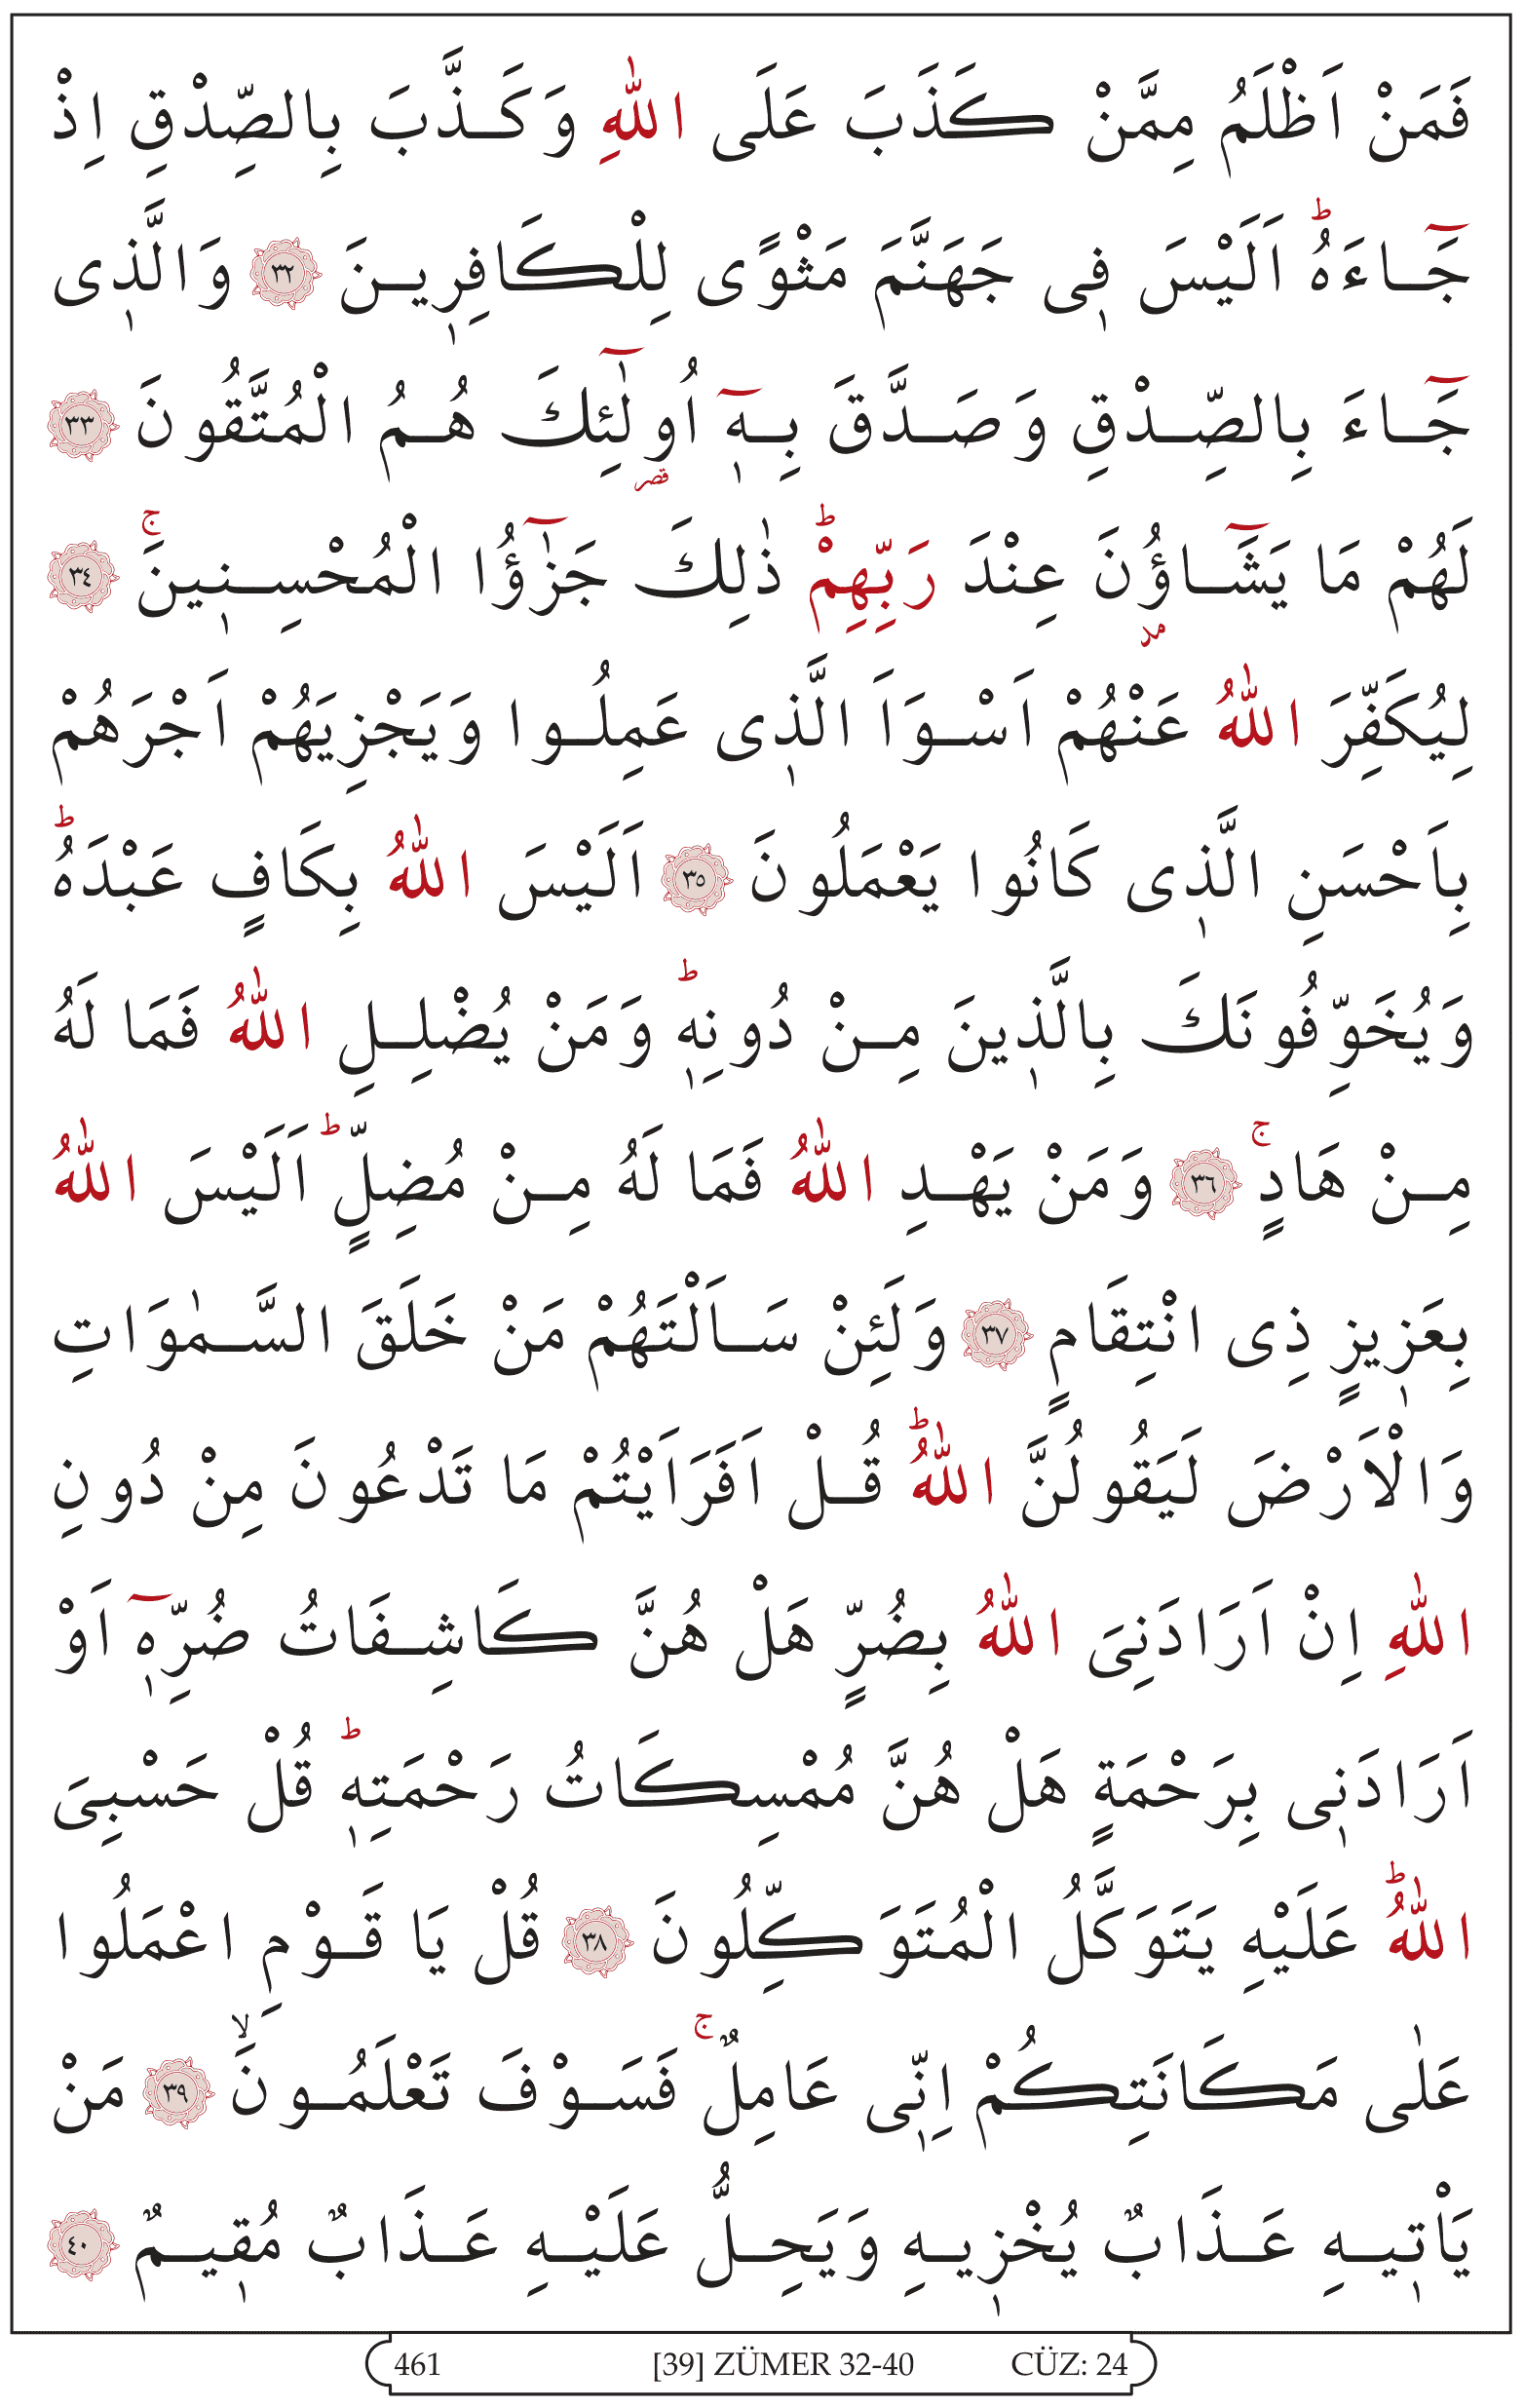 فَمَنْ اَظْلَمُ مِمَّنْ كَذَبَ عَلَى اللّٰهِ وَكَذَّبَ بِالصِّدْقِ اِذْ
جَٓاءَهُۜ اَلَيْسَ ف۪ى جَهَنَّمَ مَثْوًى لِلْكَافِر۪ينَ ﴿٣٢﴾ وَالَّذ۪ى
جَٓاءَ بِالصِّدْقِ وَصَدَّقَ بِه۪ٓ اُولٰٓئِكَ هُمُ الْمُتَّقُونَ ﴿٣٣﴾
قصر
لَهُمْ مَا يَشَٓاؤُنَ عِنْدَ رَبِّهِمْۜ ذٰلِكَ جَزٰٓؤُا الْمُحْسِن۪ينَۚ ﴿٣٤﴾
مد
لِيُكَفِّرَ اللّٰهُ عَنْهُمْ اَسْوَاَ الَّذ۪ى عَمِلُوا وَيَجْزِيَهُمْ اَجْرَهُمْ
بِاَحْسَنِ الَّذ۪ى كَانُوا يَعْمَلُونَ ﴿٣٥﴾ اَلَيْسَ اللّٰهُ بِكَافٍ عَبْدَهُۜ
وَيُخَوِّفُونَكَ بِالَّذ۪ينَ مِنْ دُونِه۪ۜ وَمَنْ يُضْلِلِ اللّٰهُ فَمَا لَهُ
مِنْ هَادٍۚ ﴿٣٦﴾ وَمَنْ يَهْدِ اللّٰهُ فَمَا لَهُ مِنْ مُضِلٍّۜ اَلَيْسَ اللّٰهُ
بِعَز۪يزٍ ذِى انْتِقَامٍ ﴿٣٧﴾ وَلَئِنْ سَاَلْتَهُمْ مَنْ خَلَقَ السَّمٰوَاتِ
وَالْاَرْضَ لَيَقُولُنَّ اللّٰهُۜ قُلْ اَفَرَاَيْتُمْ مَا تَدْعُونَ مِنْ دُونِ
اللّٰهِ اِنْ اَرَادَنِىَ اللّٰهُ بِضُرٍّ هَلْ هُنَّ كَاشِفَاتُ ضُرِّه۪ٓ اَوْ
اَرَادَن۪ى بِرَحْمَةٍ هَلْ هُنَّ مُمْسِكَاتُ رَحْمَتِه۪ۜ قُلْ حَسْبِىَ
اللّٰهُۜ عَلَيْهِ يَتَوَكَّلُ الْمُتَوَكِّلُونَ ﴿٣٨﴾ قُلْ يَا قَوْمِ اعْمَلُوا
عَلٰى مَكَانَتِكُمْ اِنّ۪ى عَامِلٌۚ فَسَوْفَ تَعْلَمُونَۙ ﴿٣٩﴾ مَنْ
يَاْت۪يهِ عَذَابٌ يُخْز۪يهِ وَيَحِلُّ عَلَيْهِ عَذَابٌ مُق۪يمٌ ﴿٤٠﴾
461 [39] ZÜMER 32-40 CÜZ: 24